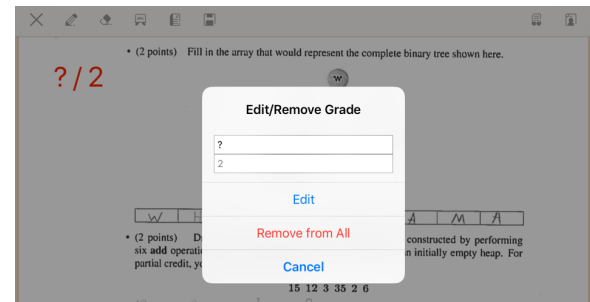 • (2 points) Fill in the array that would represent the complete binary tree shown here.
?/2
W
Edit/Remove Grade
?
2
Edit
Remove from All
Cancel
W H A M A
• (2 points) constructed by performing
six add initially empty heap. For
partial credit,
15 12 3 35 2 6